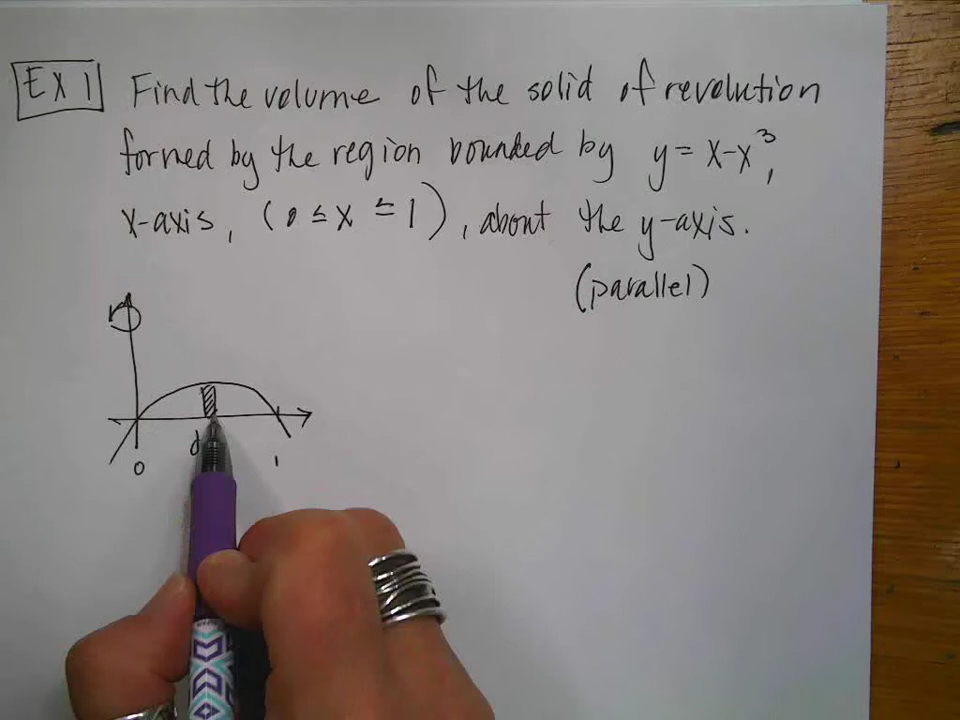 EX 1 Find the volume of the solid of revolution
formed by the region bounded by y = x-x³,
x-axis, (0 ≤ x ≤ 1), about the y-axis.
(parallel)
0 1